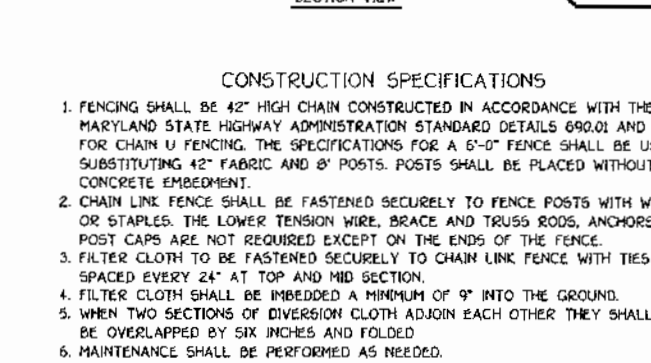 SECTION VIEW
CONSTRUCTION SPECIFICATIONS
1. FENCING SHALL BE 42" HIGH CHAIN CONSTRUCTED IN ACCORDANCE WITH THE
MARYLAND STATE HIGHWAY ADMINISTRATION STANDARD DETAILS 690.01 AND
FOR CHAIN U FENCING. THE SPECIFICATIONS FOR A 6'-0" FENCE SHALL BE U
SUBSTITUTING 42" FABRIC AND 8' POSTS. POSTS SHALL BE PLACED WITHOUT
CONCRETE EMBEDMENT.
2. CHAIN LINK FENCE SHALL BE FASTENED SECURELY TO FENCE POSTS WITH W
OR STAPLES. THE LOWER TENSION WIRE, BRACE AND TRUSS RODS, ANCHORS
POST CAPS ARE NOT REQUIRED EXCEPT ON THE ENDS OF THE FENCE.
3. FILTER CLOTH TO BE FASTENED SECURELY TO CHAIN LINK FENCE WITH TIES
SPACED EVERY 24" AT TOP AND MID SECTION.
4. FILTER CLOTH SHALL BE IMBEDDED A MINIMUM OF 9" INTO THE GROUND.
5. WHEN TWO SECTIONS OF DIVERSION CLOTH ADJOIN EACH OTHER THEY SHALL
BE OVERLAPPED BY SIX INCHES AND FOLDED
6. MAINTENANCE SHALL BE PERFORMED AS NEEDED.